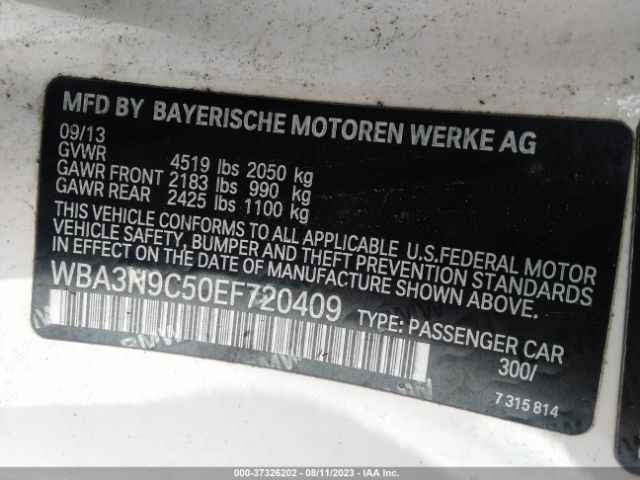 MFD BY BAYERISCHE MOTOREN WERKE AG
09/13
GVWR 4519 lbs 2050 kg
GAWR FRONT 2183 lbs 990 kg
GAWR REAR 2425 lbs 1100 kg
THIS VEHICLE CONFORMS TO ALL APPLICABLE U.S.FEDERAL MOTOR
VEHICLE SAFETY, BUMPER AND THEFT PREVENTION STANDARDS
IN EFFECT ON THE DATE OF MANUFACTURE SHOWN ABOVE.
WBA3N9C50EF720409 TYPE: PASSENGER CAR
300/
7 315 814
000-37326202 - 08/11/2023 - IAA Inc.